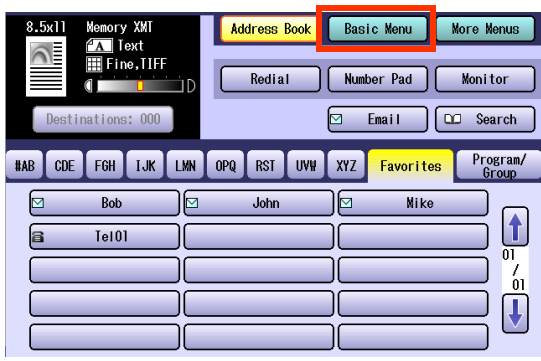 8.5x11 Memory XMT
A Text
Fine,TIFF
D
Destinations: 000
Address Book Basic Menu More Menus
Redial Number Pad Monitor
Email Search
#AB CDE FGH IJK LMN OPQ RST UVW XYZ Favorites Program/
Group
Bob John Mike
Tel01
01
/
01